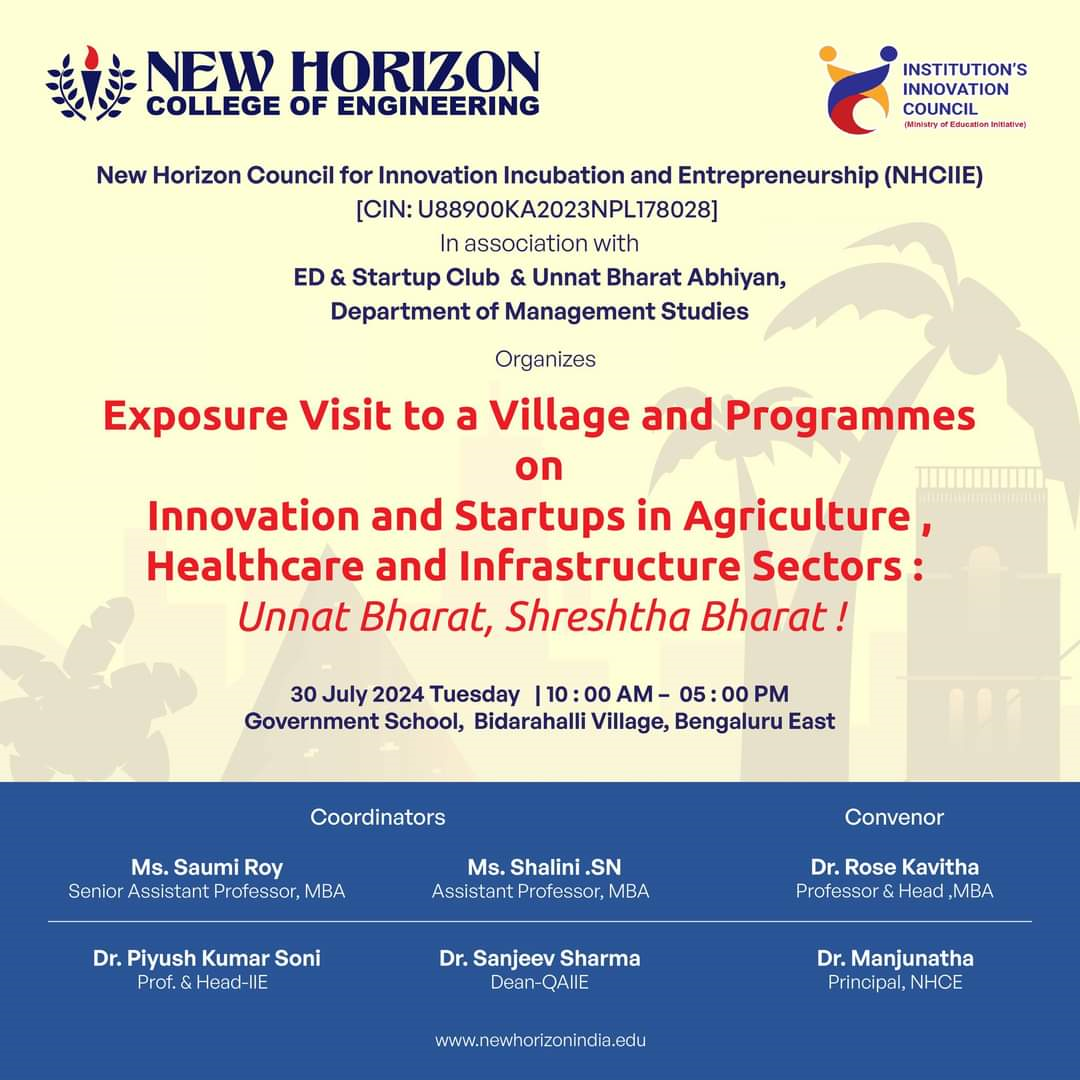 NEW HORIZON
COLLEGE OF ENGINEERING
INSTITUTION'S
INNOVATION
COUNCIL
(Ministry of Education Initiative)
New Horizon Council for Innovation Incubation and Entrepreneurship (NHCIIE)
[CIN: U88900KA2023NPL178028]
In association with
ED & Startup Club & Unnat Bharat Abhiyan,
Department of Management Studies
Organizes
Exposure Visit to a Village and Programmes
on
Innovation and Startups in Agriculture ,
Healthcare and Infrastructure Sectors :
Unnat Bharat, Shreshtha Bharat !
30 July 2024 Tuesday | 10 : 00 AM – 05 : 00 PM
Government School, Bidarahalli Village, Bengaluru East
Coordinators
Convenor
Ms. Saumi Roy
Senior Assistant Professor, MBA
Ms. Shalini .SN
Assistant Professor, MBA
Dr. Rose Kavitha
Professor & Head ,MBA
Dr. Piyush Kumar Soni
Prof. & Head-IIE
Dr. Sanjeev Sharma
Dean-QAIIE
Dr. Manjunatha
Principal, NHCE
www.newhorizonindia.edu